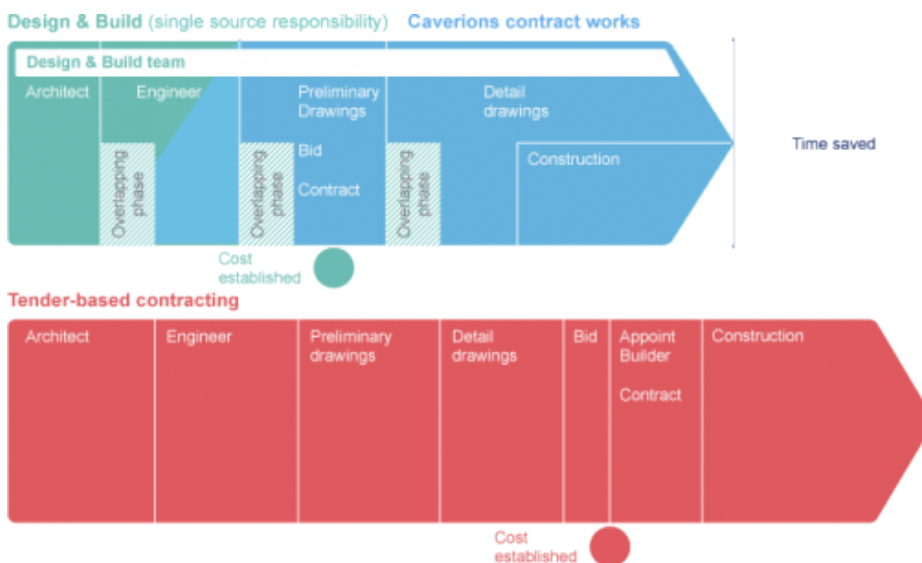 Design & Build (single source responsibility) Caverions contract works
Design & Build team
Architect
Engineer
Preliminary
Drawings
Bid
Contract
Detail
drawings
Construction
Overlapping
phase
Overlapping
phase
Overlapping
phase
Time saved
Cost
established
Tender-based contracting
Architect
Engineer
Preliminary
drawings
Detail
drawings
Bid
Appoint
Builder
Contract
Construction
Cost
established